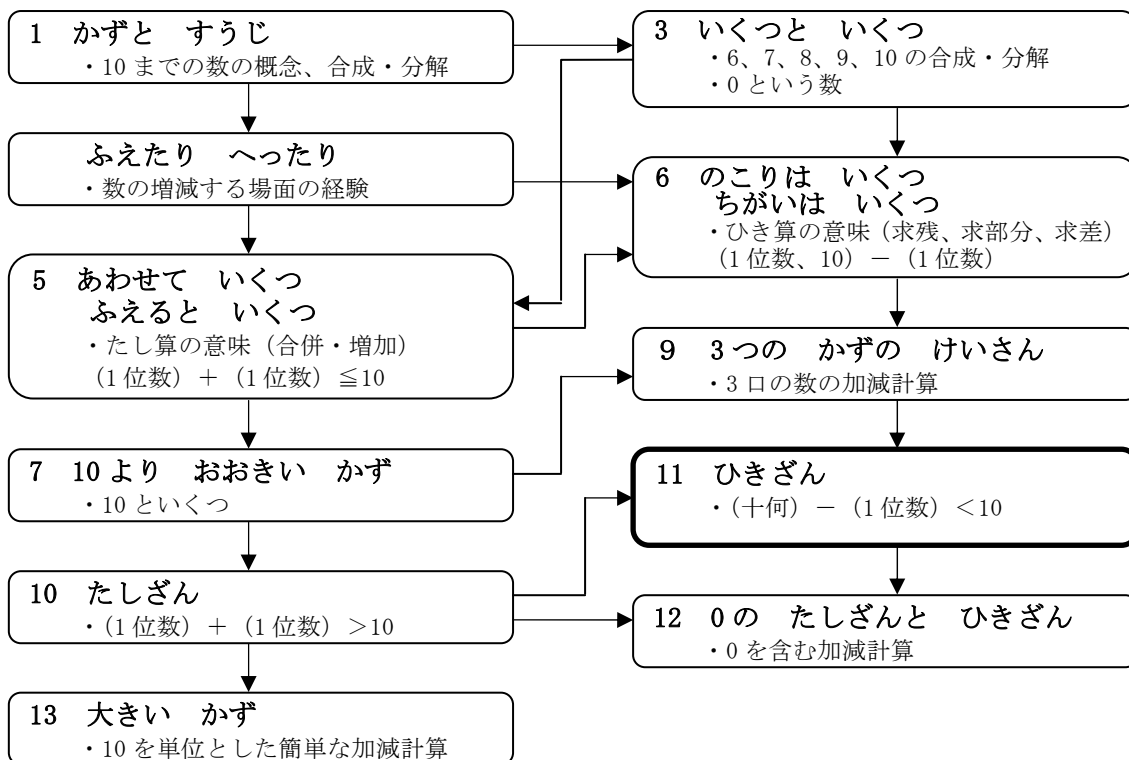 1 かずと すうじ
・10 までの数の概念、合成・分解
ふえたり へったり
・数の増減する場面の経験
5 あわせて いくつ
ふえると いくつ
・たし算の意味（合併・増加）
(1 位数) ＋ (1 位数) ≦10
7 10 より おおきい かず
・10 といくつ
10 たしざん
・(1 位数) ＋ (1 位数) ＞10
13 大きい かず
・10 を単位とした簡単な加減計算
3 いくつと いくつ
・6、7、8、9、10 の合成・分解
・0 という数
6 のこりは いくつ
ちがいは いくつ
・ひき算の意味（求残、求部分、求差）
(1 位数、10) － (1 位数)
9 3 つの かずの けいさん
・3 口の数の加減計算
11 ひきざん
・(十何) － (1 位数) ＜10
12 0 の たしざんと ひきざん
・0 を含む加減計算